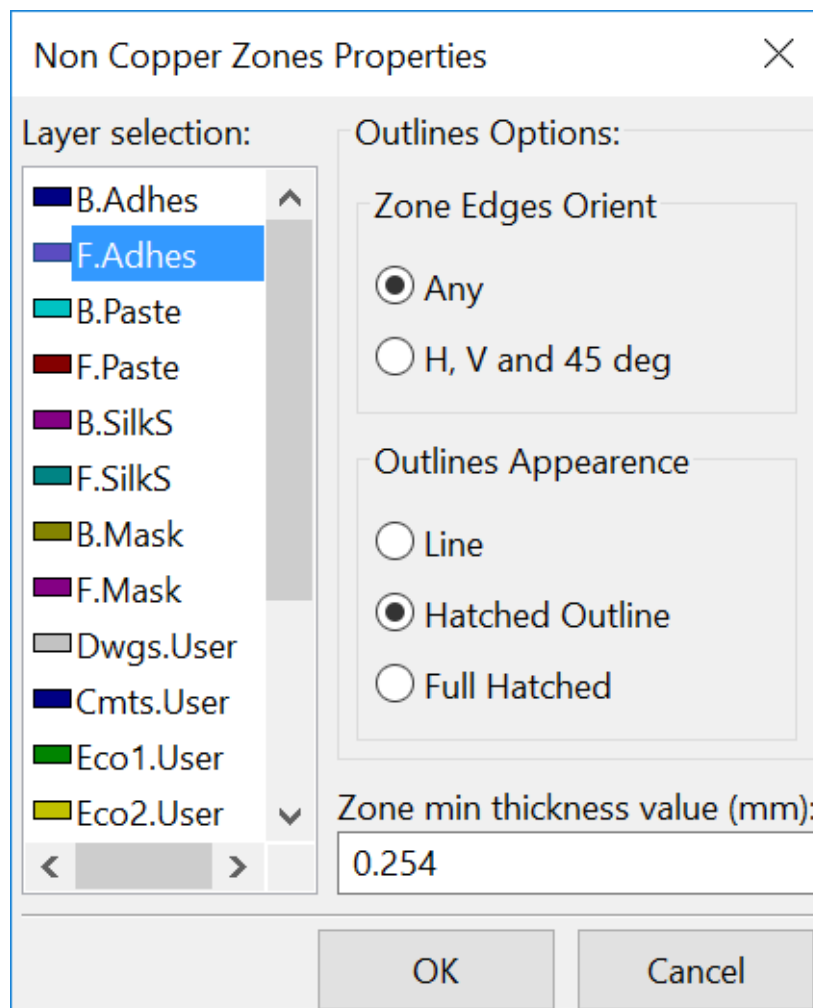 Non Copper Zones Properties
Layer selection:
B.Adhes
F.Adhes
B.Paste
F.Paste
B.SilkS
F.SilkS
B.Mask
F.Mask
Dwgs.User
Cmts.User
Eco1.User
Eco2.User
Outlines Options:
Zone Edges Orient
Any
H, V and 45 deg
Outlines Appearence
Line
Hatched Outline
Full Hatched
Zone min thickness value (mm):
0.254
OK
Cancel